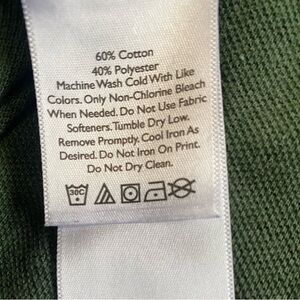 60% Cotton
40% Polyester
Machine Wash Cold With Like
Colors. Only Non-Chlorine Bleach
When Needed. Do Not Use Fabric
Softeners. Tumble Dry Low.
Remove Promptly. Cool Iron As
Desired. Do Not Iron On Print.
Do Not Dry Clean.
30C